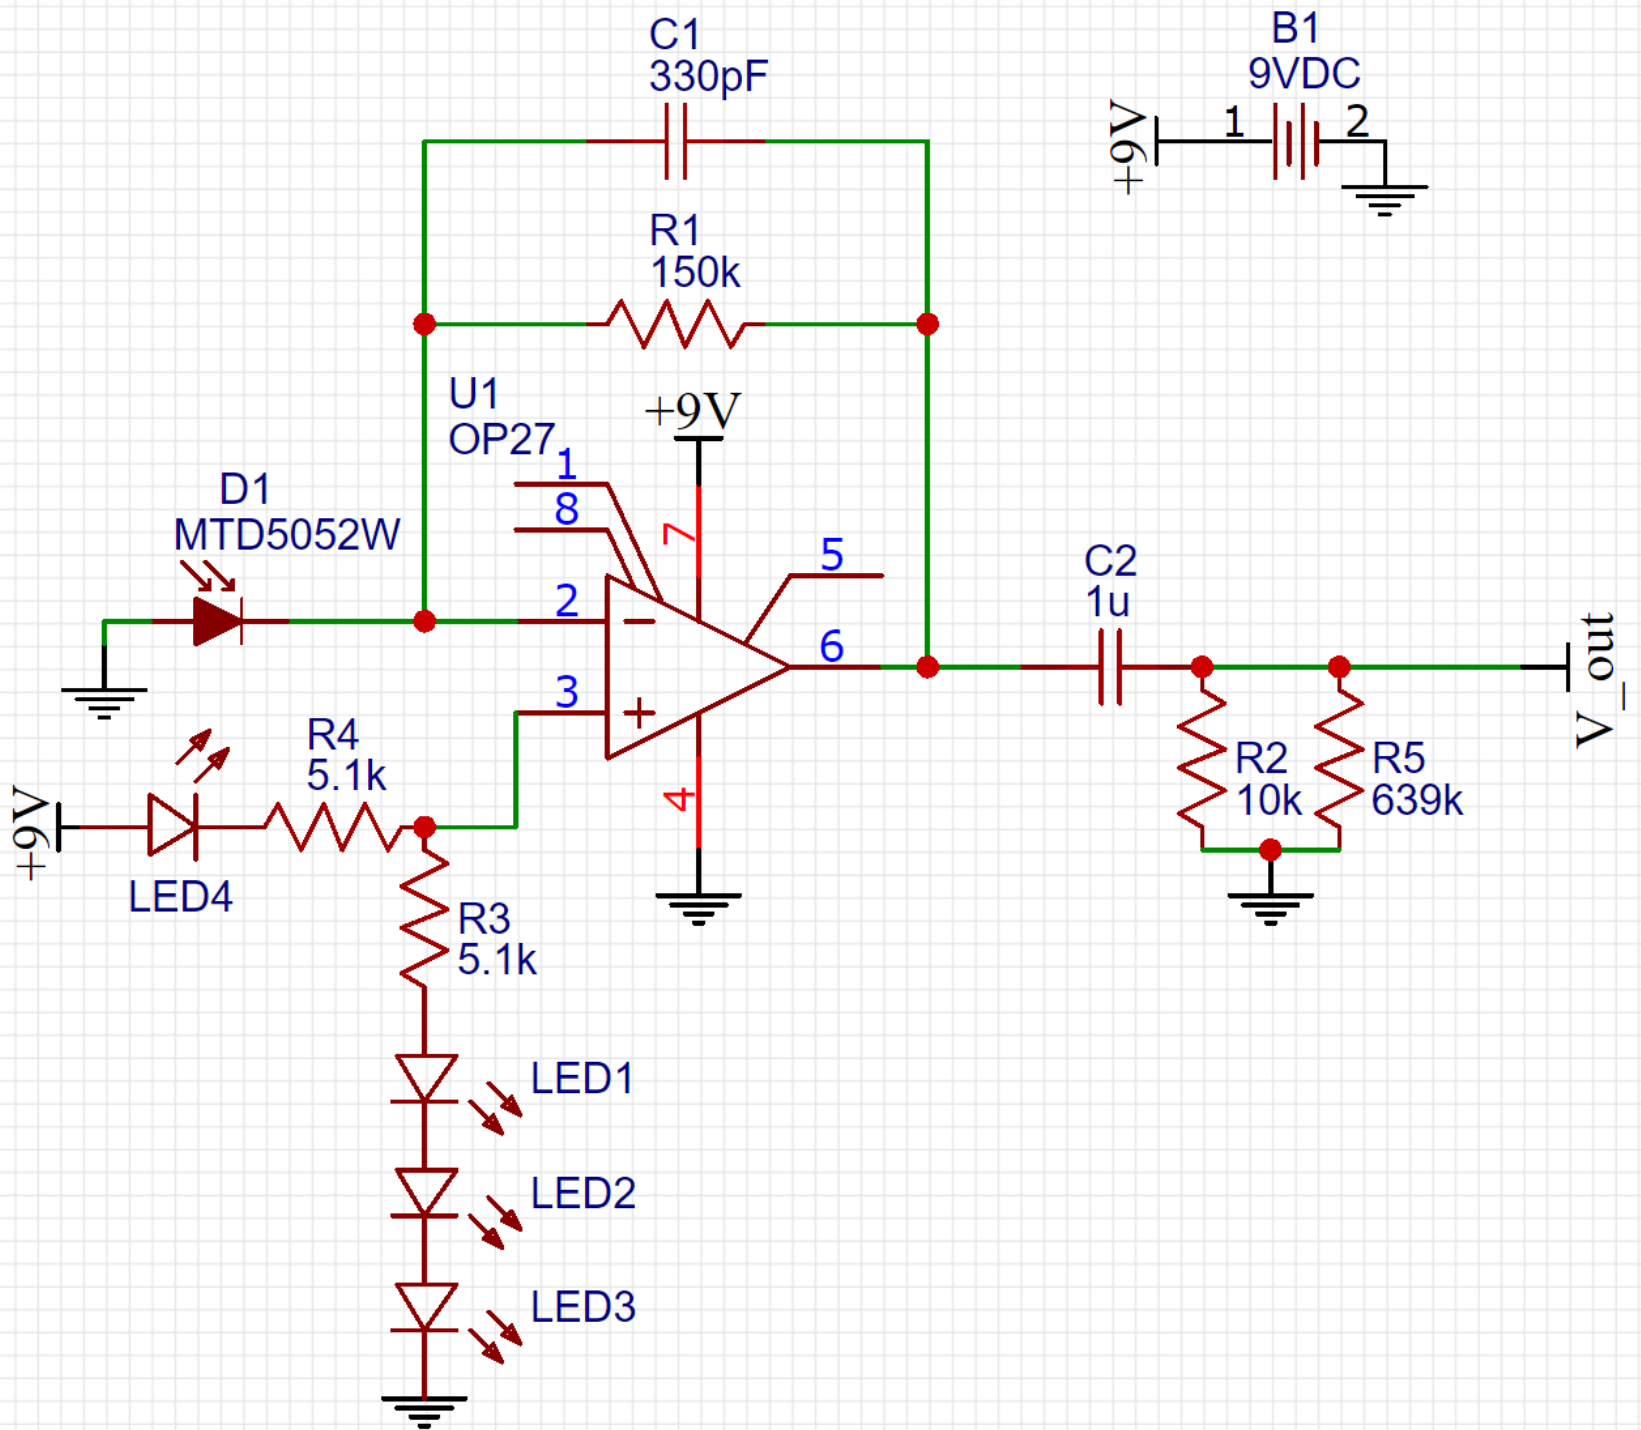 C1
330pF
B1
9VDC
+9V
1
2
R1
150k
U1
OP27
+9V
1
8
7
5
D1
MTD5052W
2
6
3
4
C2
1u
V_out
R4
5.1k
+9V
LED4
R2
10k
R5
639k
R3
5.1k
LED1
LED2
LED3